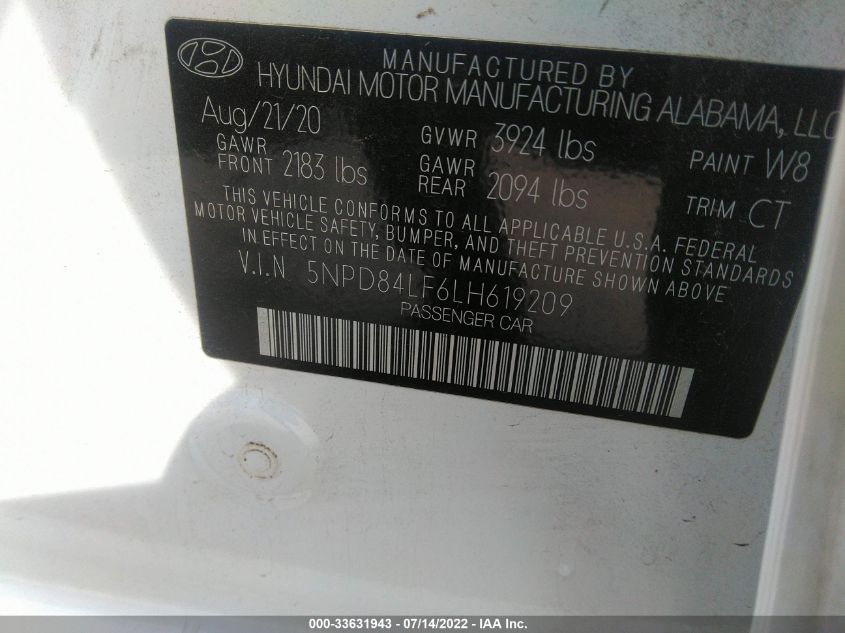 MANUFACTURED BY
HYUNDAI MOTOR MANUFACTURING ALABAMA, LLC
Aug/21/20 GVWR 3924 lbs PAINT W8
GAWR FRONT 2183 lbs GAWR REAR 2094 lbs TRIM CT
THIS VEHICLE CONFORMS TO ALL APPLICABLE U.S.A. FEDERAL
MOTOR VEHICLE SAFETY, BUMPER, AND THEFT PREVENTION STANDARDS
IN EFFECT ON THE DATE OF MANUFACTURE SHOWN ABOVE
V.I.N 5NPD84LF6LH619209
PASSENGER CAR
000-33631943 - 07/14/2022 - IAA Inc.